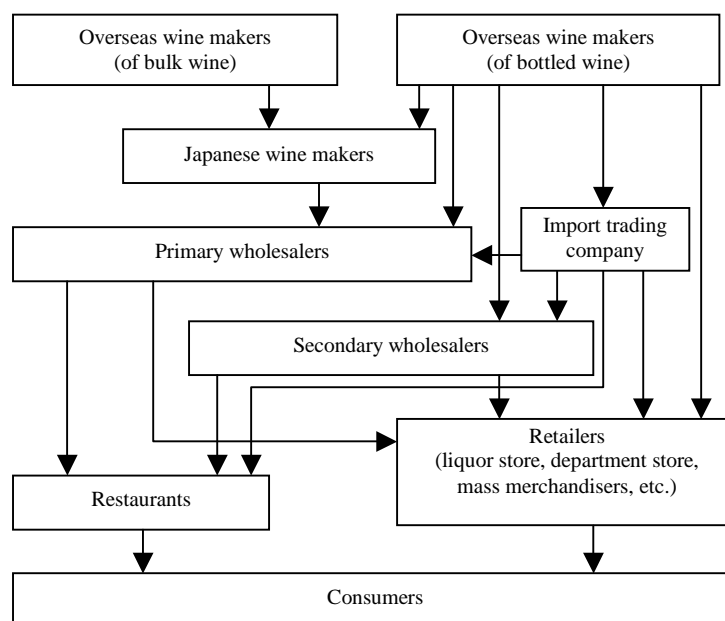 Overseas wine makers
(of bulk wine)
Overseas wine makers
(of bottled wine)
Japanese wine makers
Import trading
company
Primary wholesalers
Secondary wholesalers
Retailers
(liquor store, department store,
mass merchandisers, etc.)
Restaurants
Consumers